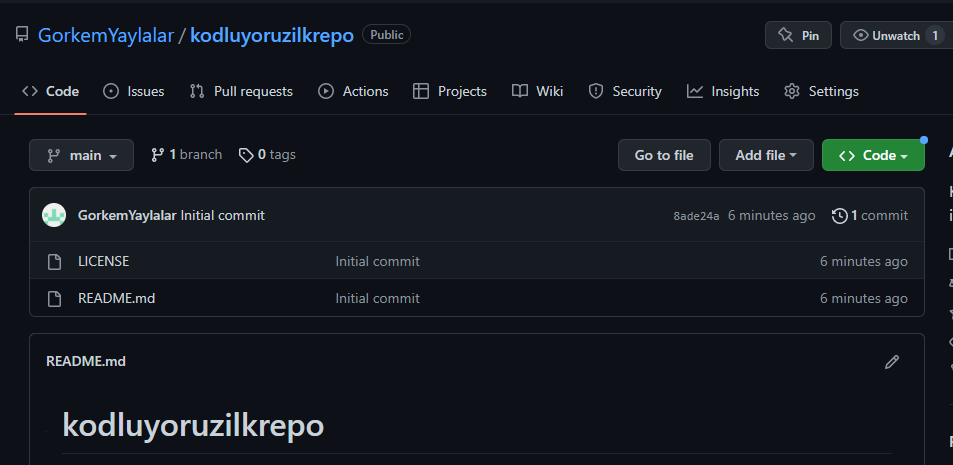 GorkemYaylalar / kodluyoruzilkrepo Public Pin Unwatch 1
Code Issues Pull requests Actions Projects Wiki Security Insights Settings
main 1 branch 0 tags Go to file Add file Code
GorkemYaylalar Initial commit 8ade24a 6 minutes ago 1 commit
LICENSE Initial commit 6 minutes ago
README.md Initial commit 6 minutes ago
README.md
kodluyoruzilkrepo